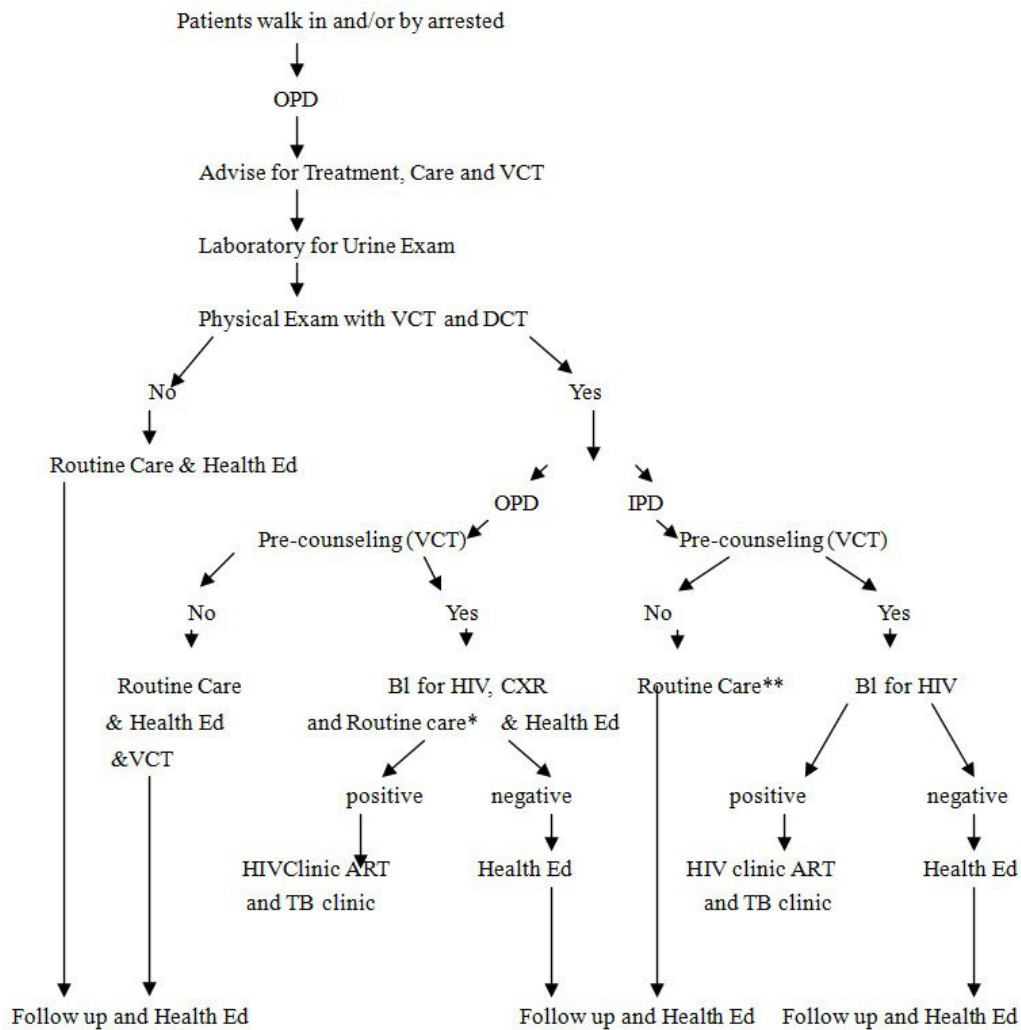 Patients walk in and/or by arrested
OPD
Advise for Treatment, Care and VCT
Laboratory for Urine Exam
Physical Exam with VCT and DCT
No
Yes
Routine Care & Health Ed
OPD
IPD
Pre-counseling (VCT)
Pre-counseling (VCT)
No
Yes
No
Yes
Routine Care
& Health Ed
&VCT
Bl for HIV, CXR
and Routine care* & Health Ed
Routine Care**
Bl for HIV
positive
negative
positive
negative
HIVClinic ART
and TB clinic
Health Ed
HIV clinic ART
and TB clinic
Health Ed
Follow up and Health Ed
Follow up and Health Ed
Follow up and Health Ed